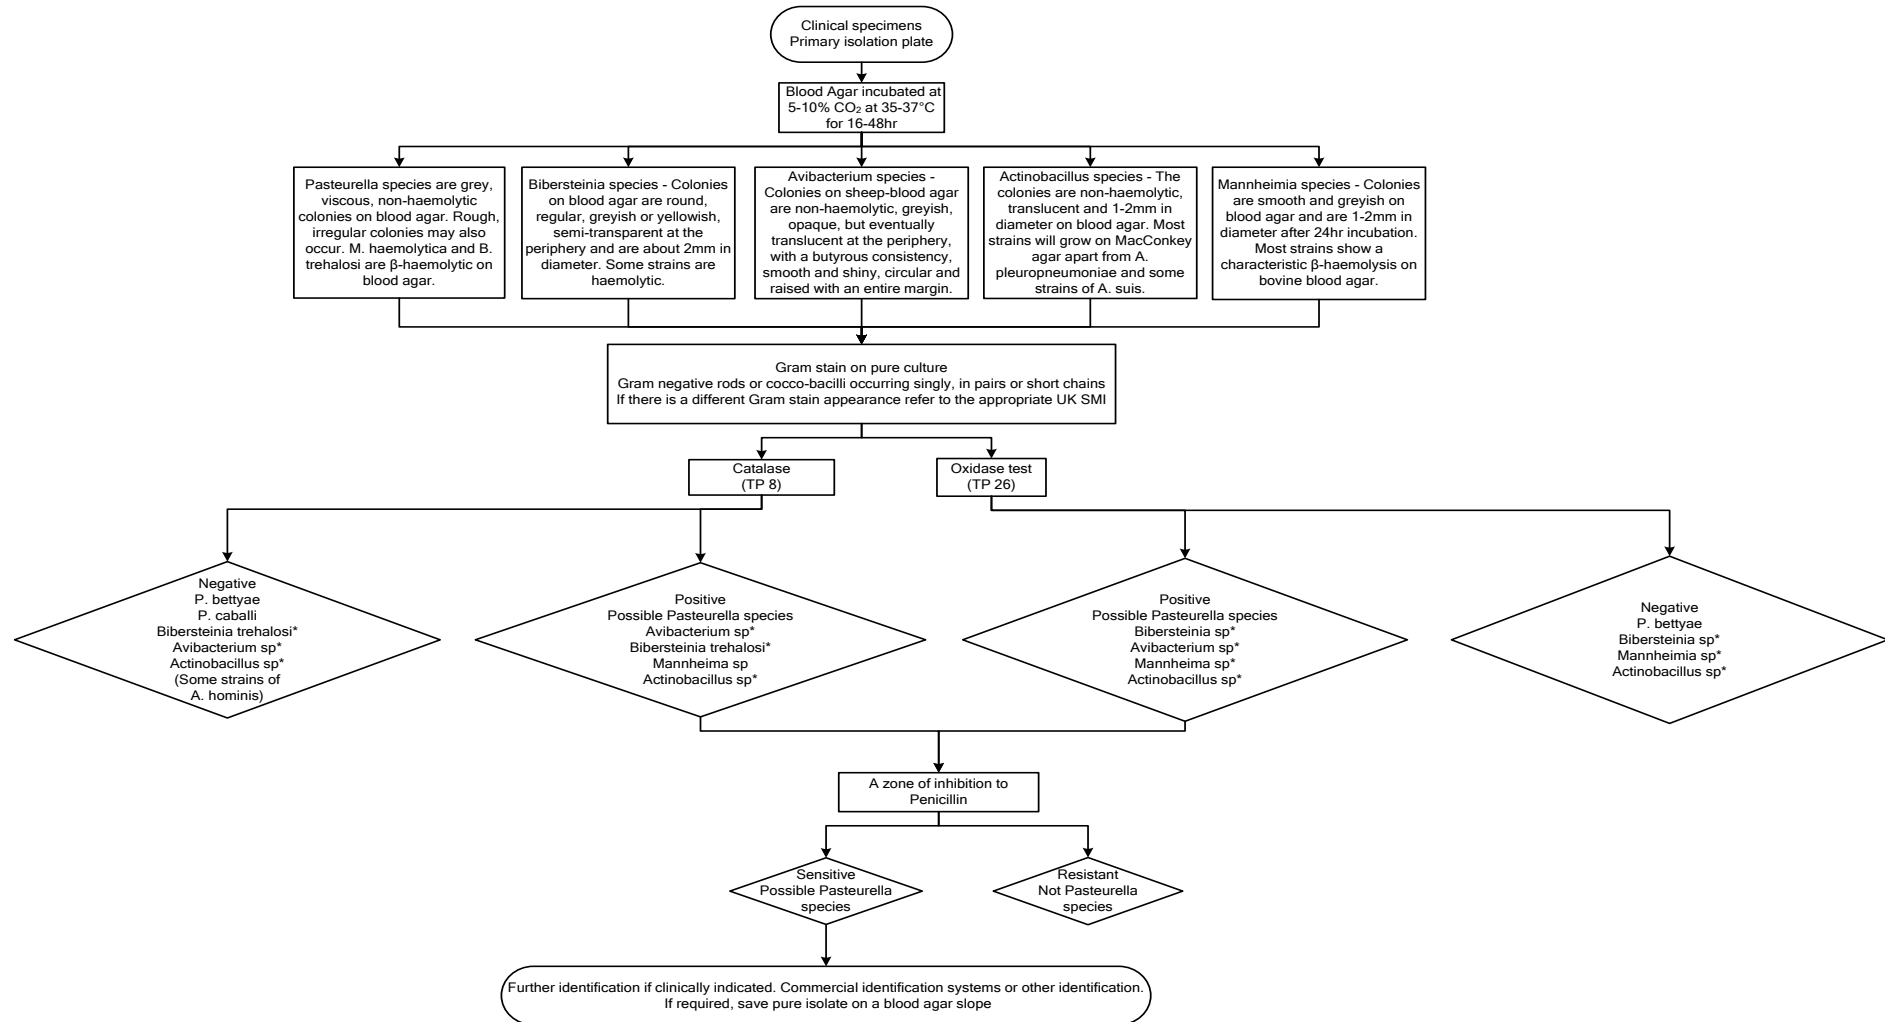 Clinical specimens
Primary isolation plate
Blood Agar incubated at
5-10% CO₂ at 35-37°C
for 16-48hr
Pasteurella species are grey,
viscous, non-haemolytic
colonies on blood agar. Rough,
irregular colonies may also
occur. M. haemolytica and B.
trehalosi are β-haemolytic on
blood agar.
Bibersteinia species - Colonies
on blood agar are round,
regular, greyish or yellowish,
semi-transparent at the
periphery and are about 2mm in
diameter. Some strains are
haemolytic.
Avibacterium species -
Colonies on sheep-blood agar
are non-haemolytic, greyish,
opaque, but eventually
translucent at the periphery,
with a butyrous consistency,
smooth and shiny, circular and
raised with an entire margin.
Actinobacillus species - The
colonies are non-haemolytic,
translucent and 1-2mm in
diameter on blood agar. Most
strains will grow on MacConkey
agar apart from A.
pleuropneumoniae and some
strains of A. suis.
Mannheimia species - Colonies
are smooth and greyish on
blood agar and are 1-2mm in
diameter after 24hr incubation.
Most strains show a
characteristic β-haemolysis on
bovine blood agar.
Gram stain on pure culture
Gram negative rods or cocco-bacilli occurring singly, in pairs or short chains
If there is a different Gram stain appearance refer to the appropriate UK SMI
Catalase
(TP 8)
Oxidase test
(TP 26)
Negative
P. bettyae
P. caballi
Bibersteinia trehalosi*
Avibacterium sp*
Actinobacillus sp*
(Some strains of
A. hominis)
Positive
Possible Pasteurella species
Avibacterium sp*
Bibersteinia trehalosi*
Mannheima sp
Actinobacillus sp*
Positive
Possible Pasteurella species
Bibersteinia sp*
Avibacterium sp*
Mannheima sp*
Actinobacillus sp*
Negative
P. bettyae
Bibersteinia sp*
Mannheimia sp*
Actinobacillus sp*
A zone of inhibition to
Penicillin
Sensitive
Possible Pasteurella
species
Resistant
Not Pasteurella
species
Further identification if clinically indicated. Commercial identification systems or other identification.
If required, save pure isolate on a blood agar slope